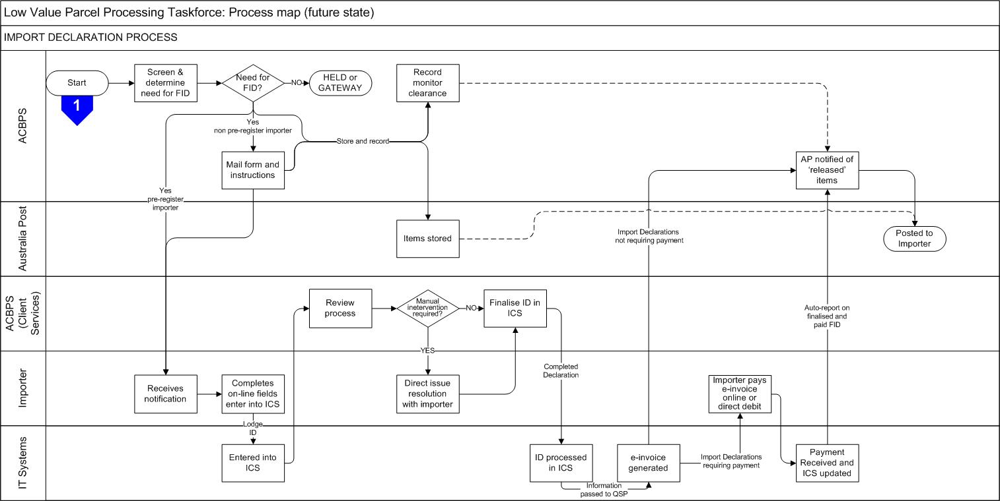 Low Value Parcel Processing Taskforce: Process map (future state)
IMPORT DECLARATION PROCESS
ACBPS
Start
1
Screen &
determine
need for FID
Need for
FID?
NO
HELD or
GATEWAY
Record
monitor
clearance
Yes
non pre-register importer
Store and record
Mail form and
instructions
AP notified of
‘released’
items
Yes
pre-register
importer
Australia Post
Items stored
Import Declarations
not requiring payment
Posted to
Importer
ACBPS
(Client
Services)
Review
process
Manual
inetervention
required?
NO
Finalise ID in
ICS
Auto-report on
finalised and
paid FID
YES
Importer
Receives
notification
Completes
on-line fields
enter into ICS
Direct issue
resolution
with importer
Completed
Declaration
Importer pays
e-invoice
online or
direct debit
Lodge
ID
IT Systems
Entered into
ICS
ID processed
in ICS
Information
passed to QSP
e-invoice
generated
Import Declarations
requiring payment
Payment
Received and
ICS updated